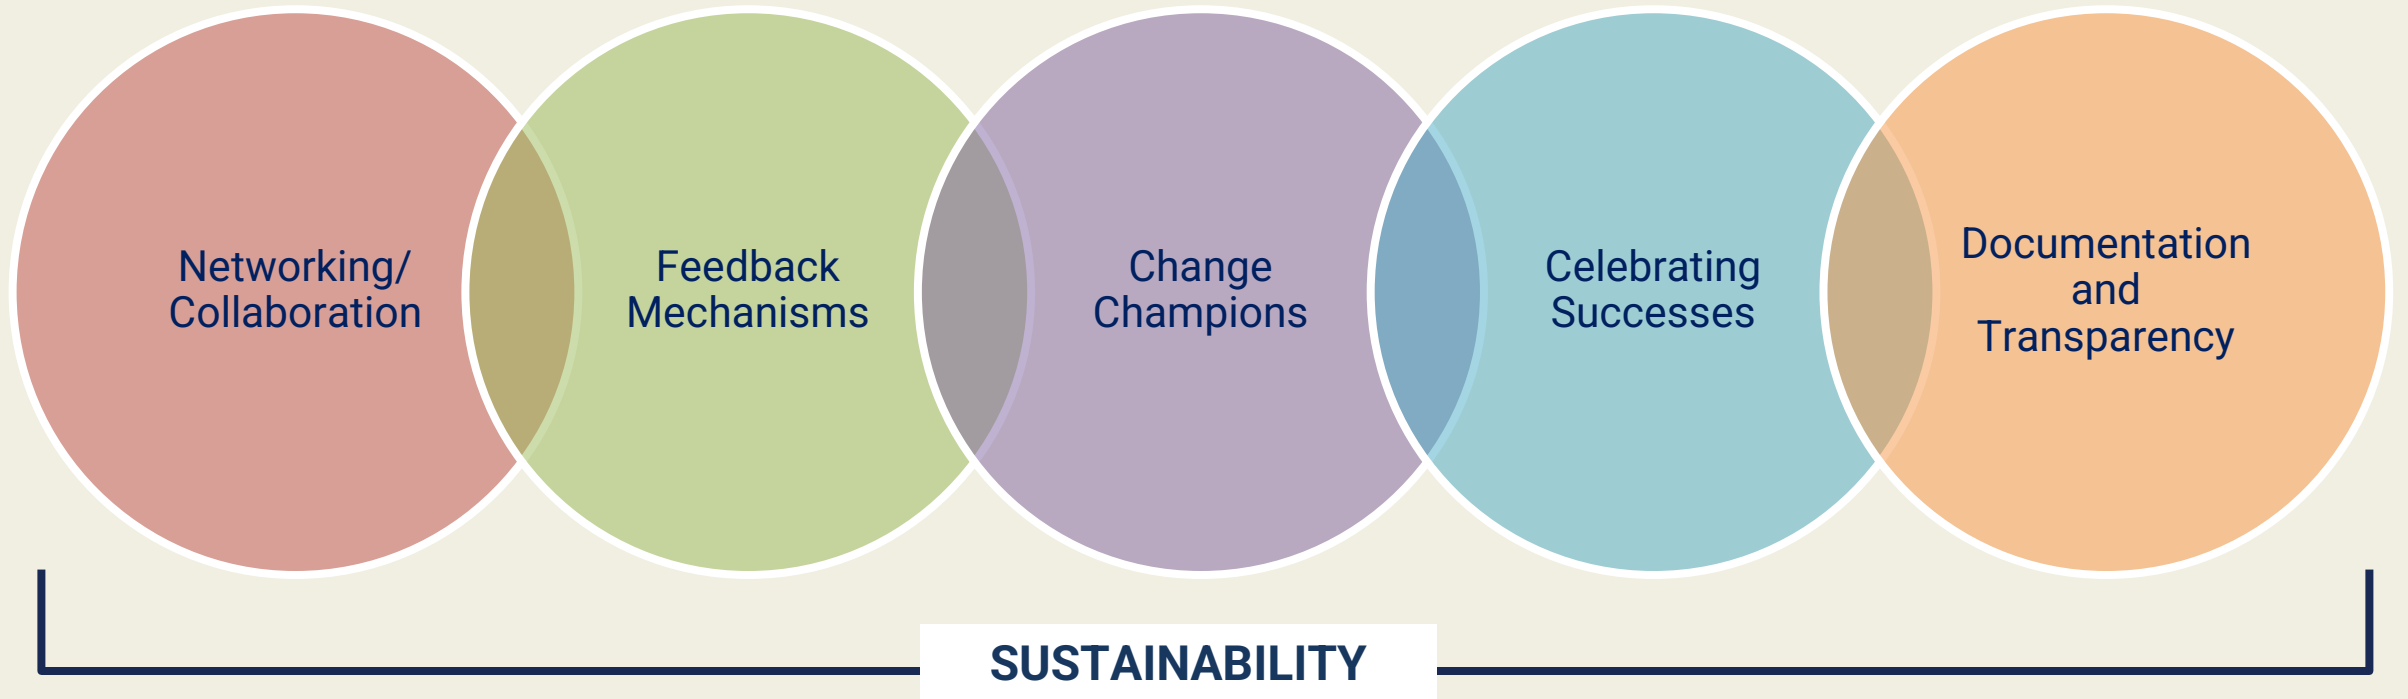 Networking/
Collaboration
Feedback
Mechanisms
Change
Champions
Celebrating
Successes
Documentation
and
Transparency
SUSTAINABILITY